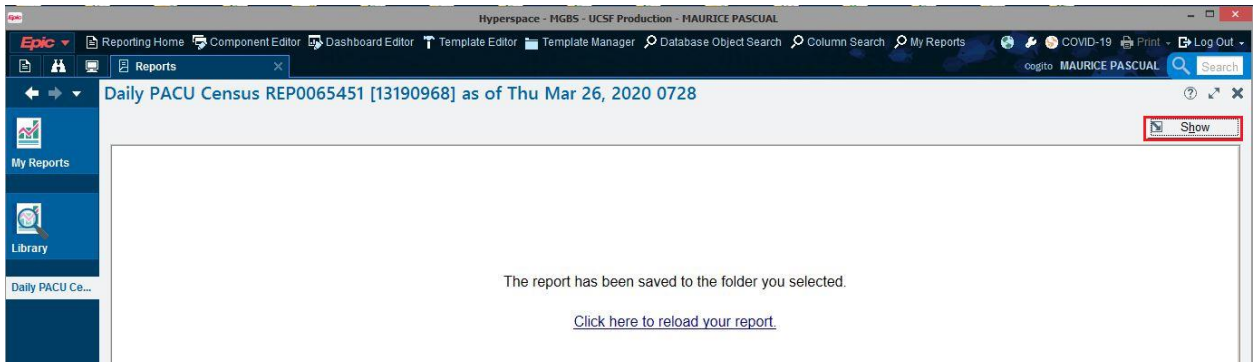 Epic
Hyperspace - MGBS - UCSF Production - MAURICE PASCUAL
Epic Reporting Home Component Editor Dashboard Editor Template Editor Template Manager Database Object Search Column Search My Reports COVID-19 Print Log Out
Reports cogito MAURICE PASCUAL Search
Daily PACU Census REP0065451 [13190968] as of Thu Mar 26, 2020 0728
Show
My Reports
Library
Daily PACU Ce...
The report has been saved to the folder you selected.
Click here to reload your report.